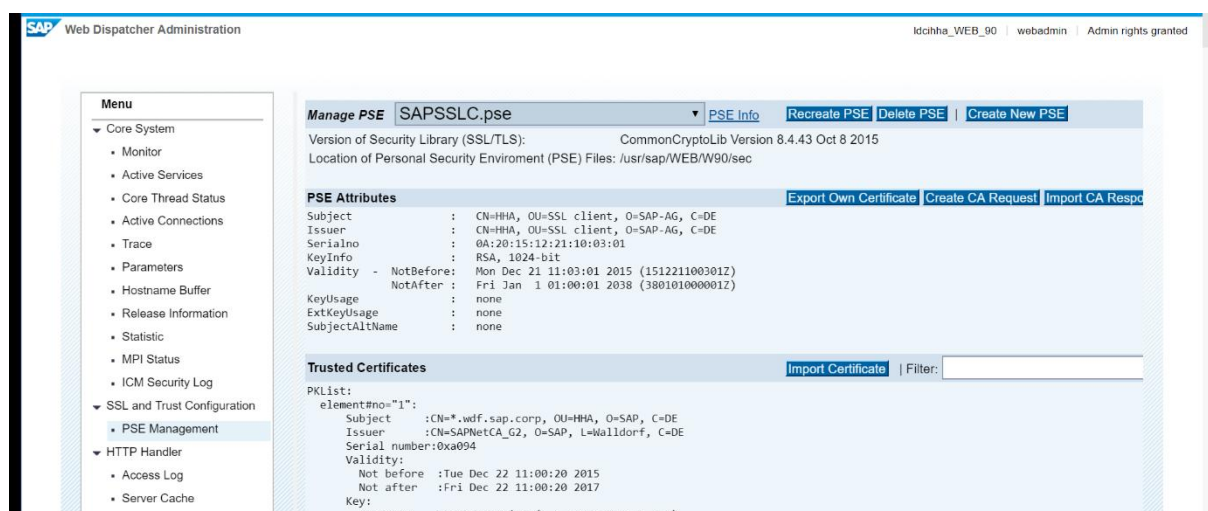 SAP Web Dispatcher Administration
ldcihha_WEB_90 | webadmin | Admin rights granted
Menu
Core System
Monitor
Active Services
Core Thread Status
Active Connections
Trace
Parameters
Hostname Buffer
Release Information
Statistic
MPI Status
ICM Security Log
SSL and Trust Configuration
PSE Management
HTTP Handler
Access Log
Server Cache
Manage PSE SAPSSLC.pse PSE Info Recreate PSE Delete PSE | Create New PSE
Version of Security Library (SSL/TLS): CommonCryptoLib Version 8.4.43 Oct 8 2015
Location of Personal Security Enviroment (PSE) Files: /usr/sap/WEB/W90/sec
PSE Attributes Export Own Certificate Create CA Request Import CA Respo
Subject : CN=HHA, OU=SSL client, O=SAP-AG, C=DE
Issuer : CN=HHA, OU=SSL client, O=SAP-AG, C=DE
Serialno : 0A:20:15:12:21:10:03:01
KeyInfo : RSA, 1024-bit
Validity - NotBefore: Mon Dec 21 11:03:01 2015 (151221100301Z)
NotAfter : Fri Jan 1 01:00:01 2038 (380101000001Z)
KeyUsage : none
ExtKeyUsage : none
SubjectAltName : none
Trusted Certificates Import Certificate | Filter:
PKList:
element#no="1":
Subject :CN=*.wdf.sap.corp, OU=HHA, O=SAP, C=DE
Issuer :CN=SAPNetCA_G2, O=SAP, L=Walldorf, C=DE
Serial number:0xa094
Validity:
Not before :Tue Dec 22 11:00:20 2015
Not after :Fri Dec 22 11:00:20 2017
Key: